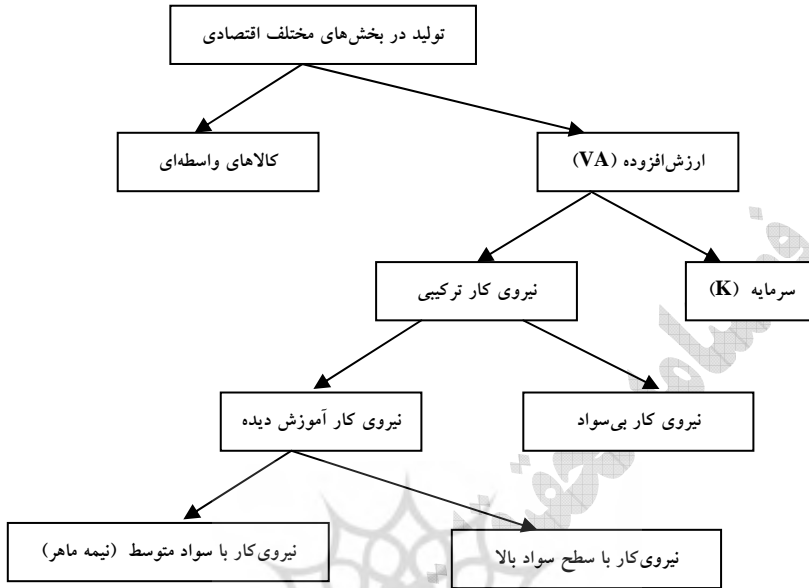 تولید در بخش‌های مختلف اقتصادی
ارزش‌افزوده (VA)
کالاهای واسطه‌ای
سرمایه (K)
نیروی کار ترکیبی
نیروی کار بی‌سواد
نیروی کار آموزش دیده
نیروی‌کار با سطح سواد بالا
نیروی‌کار با سواد متوسط (نیمه ماهر)